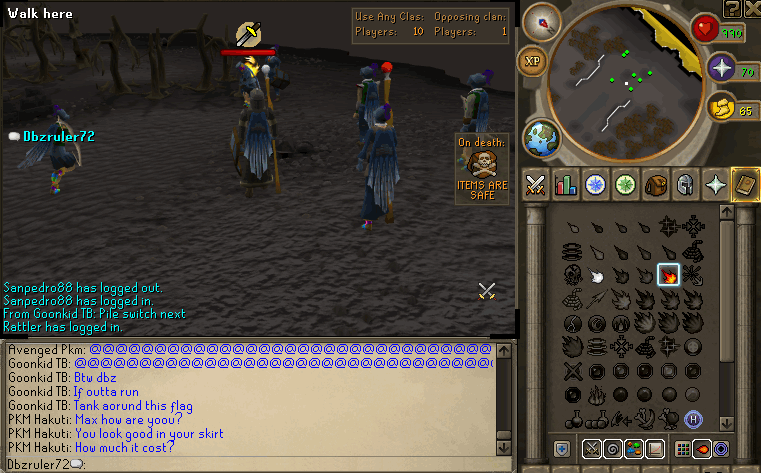 Walk here
Use Any Clas: Opposing clan:
Players: 10 Players: 1
990
XP
70
65
Dbzruler72
On death:
ITEMS ARE
SAFE
Sanpedro88 has logged out.
Sanpedro88 has logged in.
From Goonkid TB: Pile switch next
Rattler has logged in.
Avenged Pkm: @@@@@@@@@@@@@@@@@@@@@@@@@@@@@@@
Goonkid TB: @@@@@@@@@@@@@@@@@@@@@@@@@@@@@@@@
Goonkid TB: Btw dbz
Goonkid TB: If outta run
Goonkid TB: Tank aorund this flag
PKM Hakuti: Max how are yoou?
PKM Hakuti: You look good in your skirt
PKM Hakuti: How much it cost?
Dbzruler72:
H